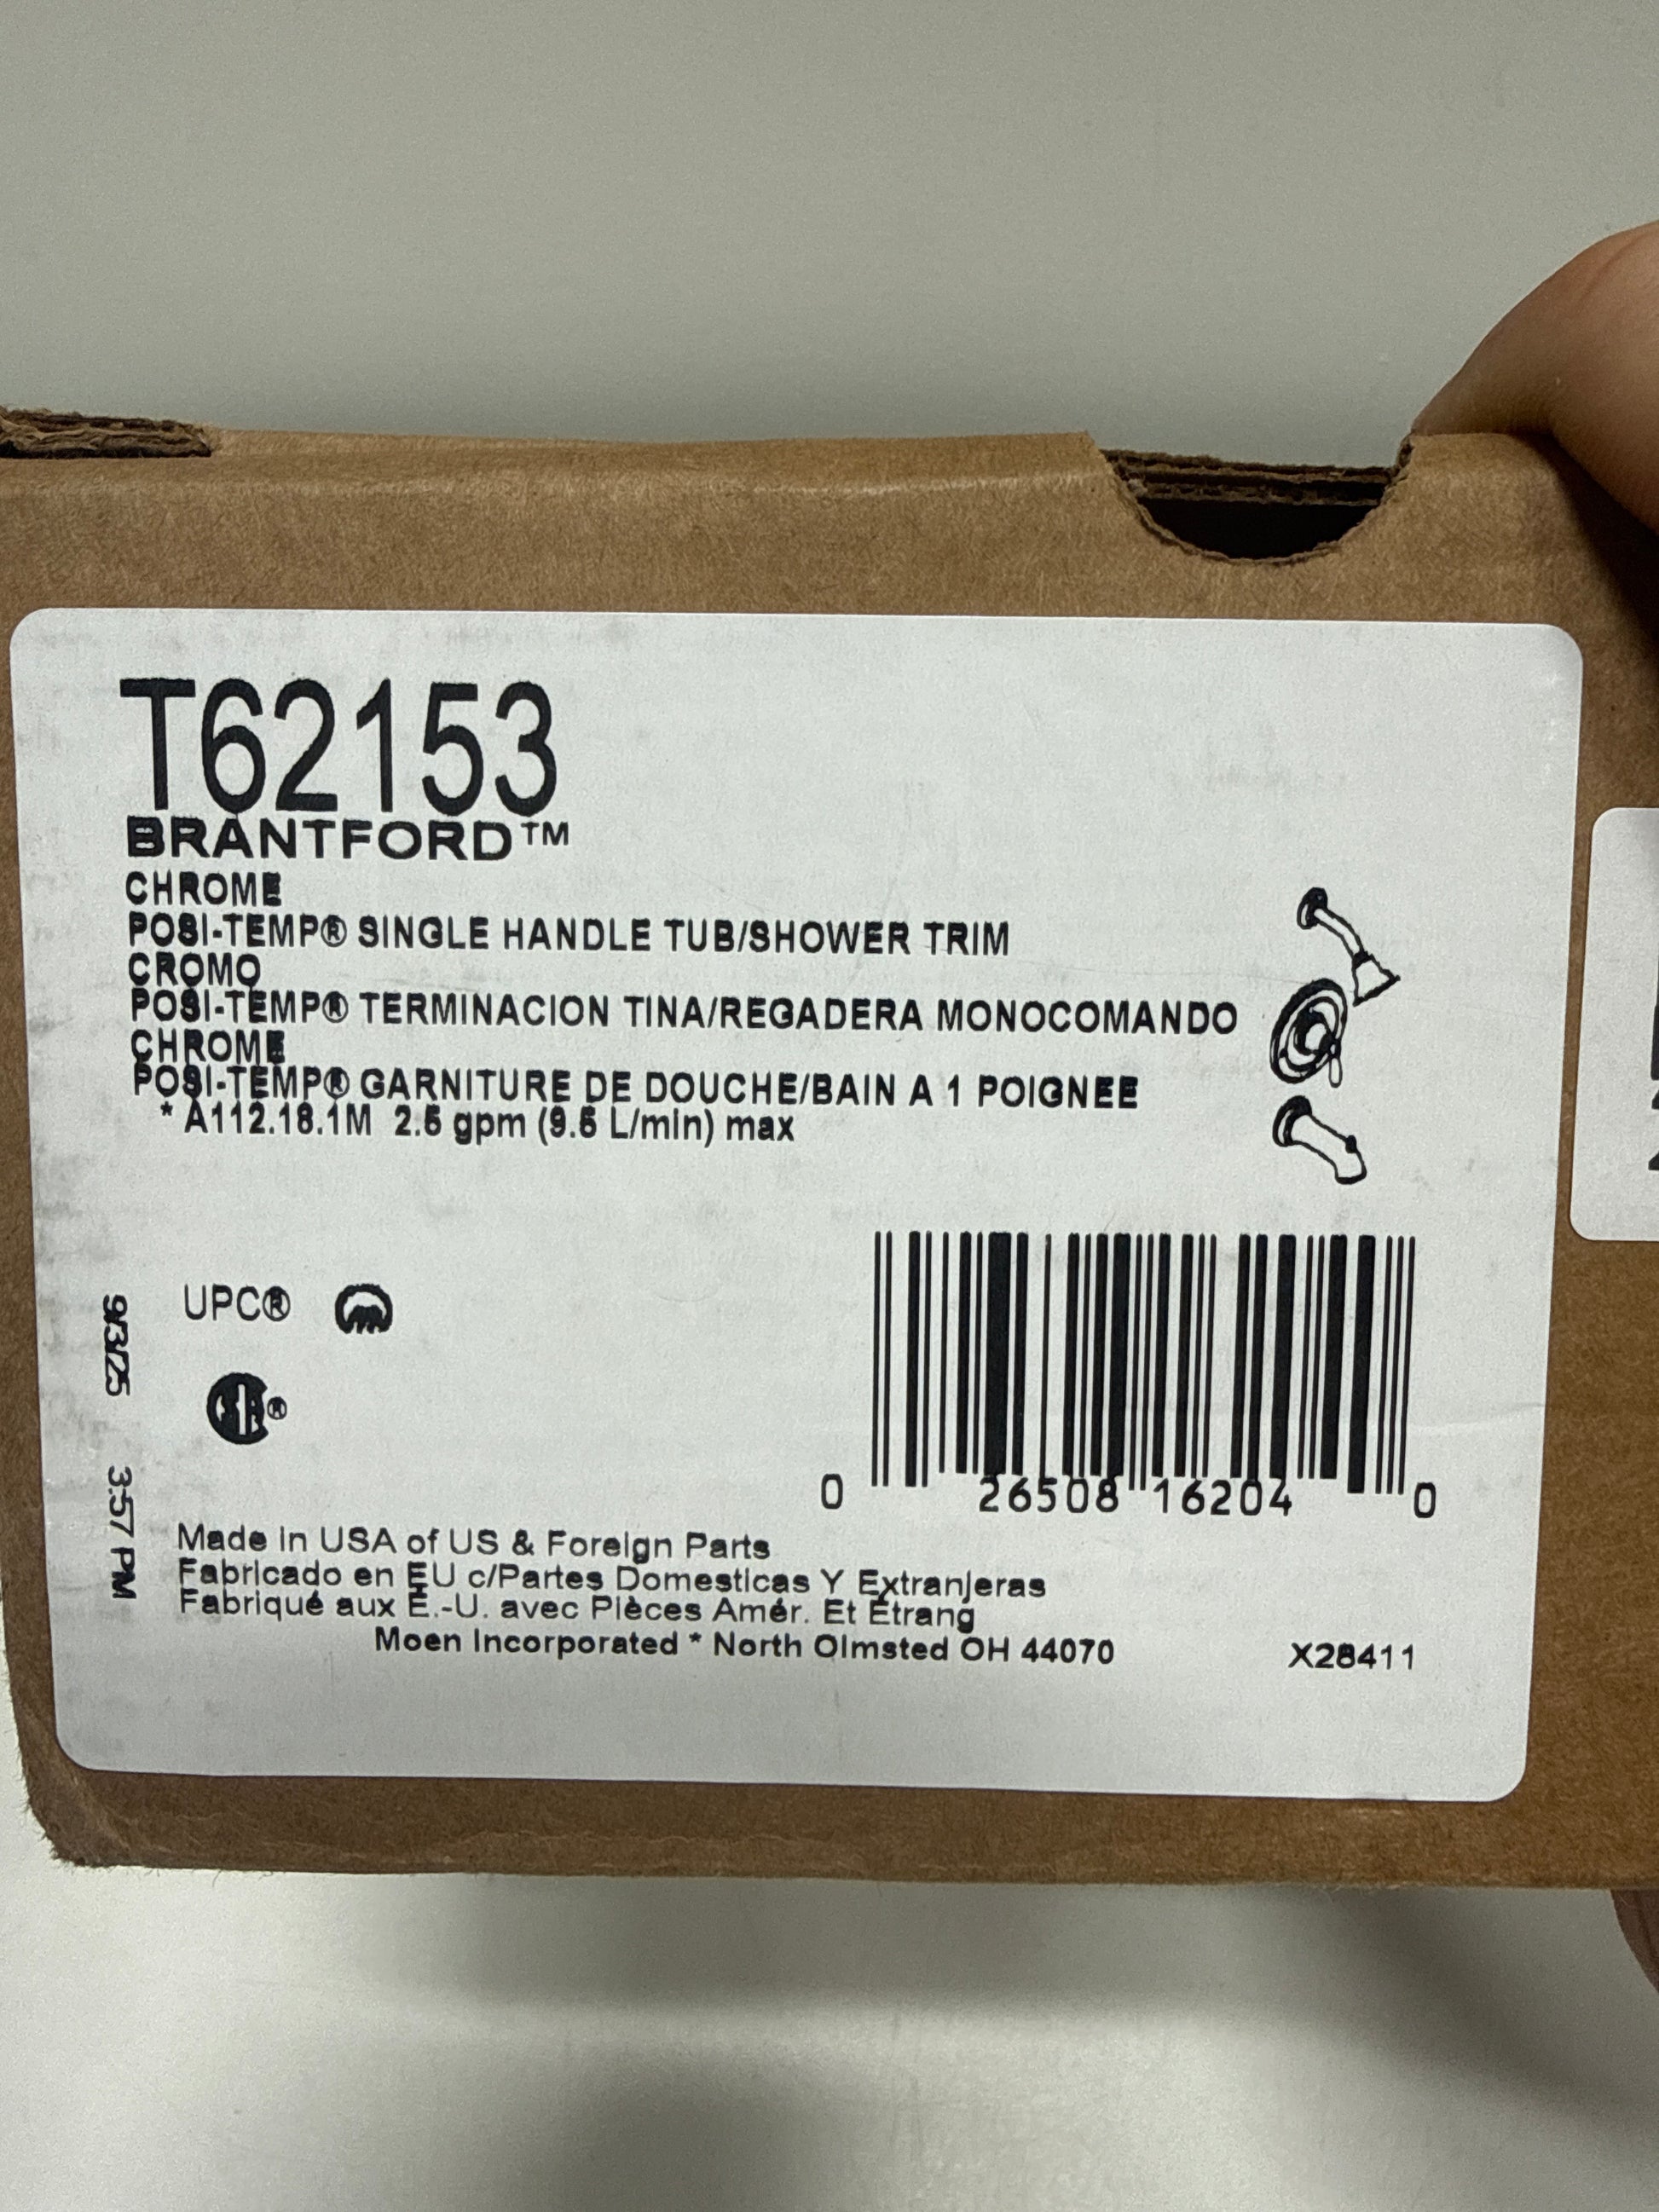 T62153
BRANTFORD™
CHROME
POSI-TEMP® SINGLE HANDLE TUB/SHOWER TRIM
CROMO
POSI-TEMP® TERMINACION TINA/REGADERA MONOCOMANDO
CHROME
POSI-TEMP® GARNITURE DE DOUCHE/BAIN A 1 POIGNEE
* A112.18.1M 2.5 gpm (9.5 L/min) max
UPC®
®
9/3/25 3:57 PM
0 26508 16204 0
Made in USA of US & Foreign Parts
Fabricado en EU c/Partes Domesticas Y Extranjeras
Fabriqué aux É.-U. avec Pièces Amér. Et Étrang
Moen Incorporated * North Olmsted OH 44070
X28411